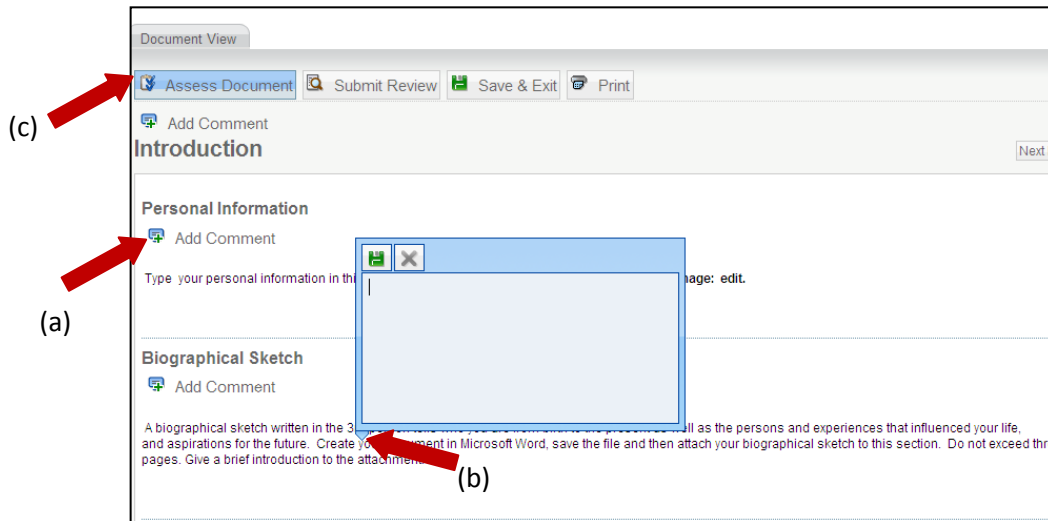 Document View
Assess Document Submit Review Save & Exit Print
(c)
Add Comment
Introduction
Next
Personal Information
Add Comment
Type your personal information in thi age: edit.
(a)
Biographical Sketch
Add Comment
A biographical sketch written in the 3 as well as the persons and experiences that influenced your life,
and aspirations for the future. Create your document in Microsoft Word, save the file and then attach your biographical sketch to this section. Do not exceed thr
pages. Give a brief introduction to the attachment
(b)